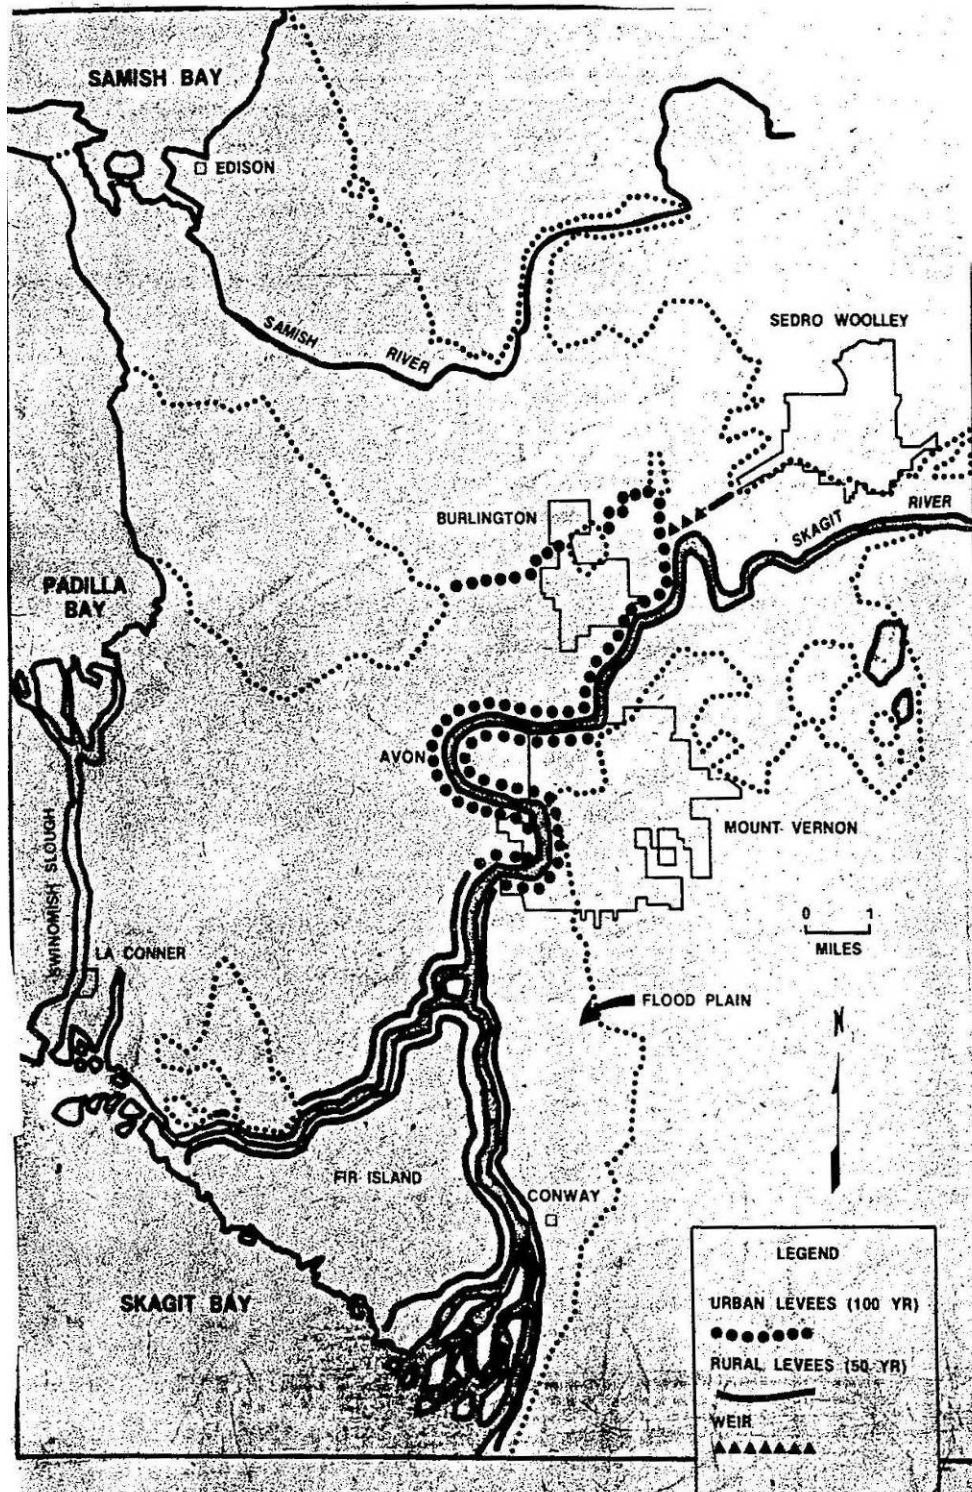 SAMISH BAY
EDISON
SAMISH RIVER
SEDRO WOOLLEY
BURLINGTON
SKAGIT RIVER
PADILLA
BAY
AVON
MOUNT VERNON
SWINOMISH SLOUGH
0 1
MILES
LA CONNER
FLOOD PLAIN
N
FIR ISLAND
CONWAY
SKAGIT BAY
LEGEND
URBAN LEVEES (100 YR)
RURAL LEVEES (50 YR)
WEIR